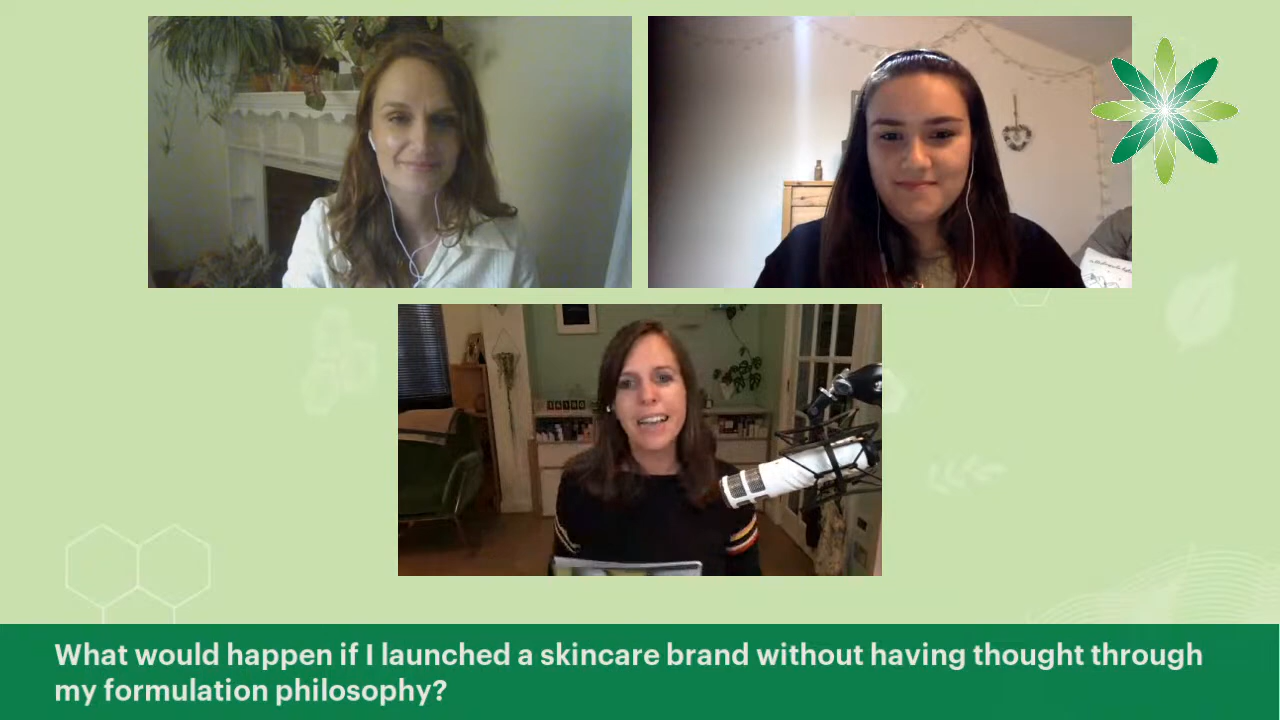 What would happen if I launched a skincare brand without having thought through
my formulation philosophy?